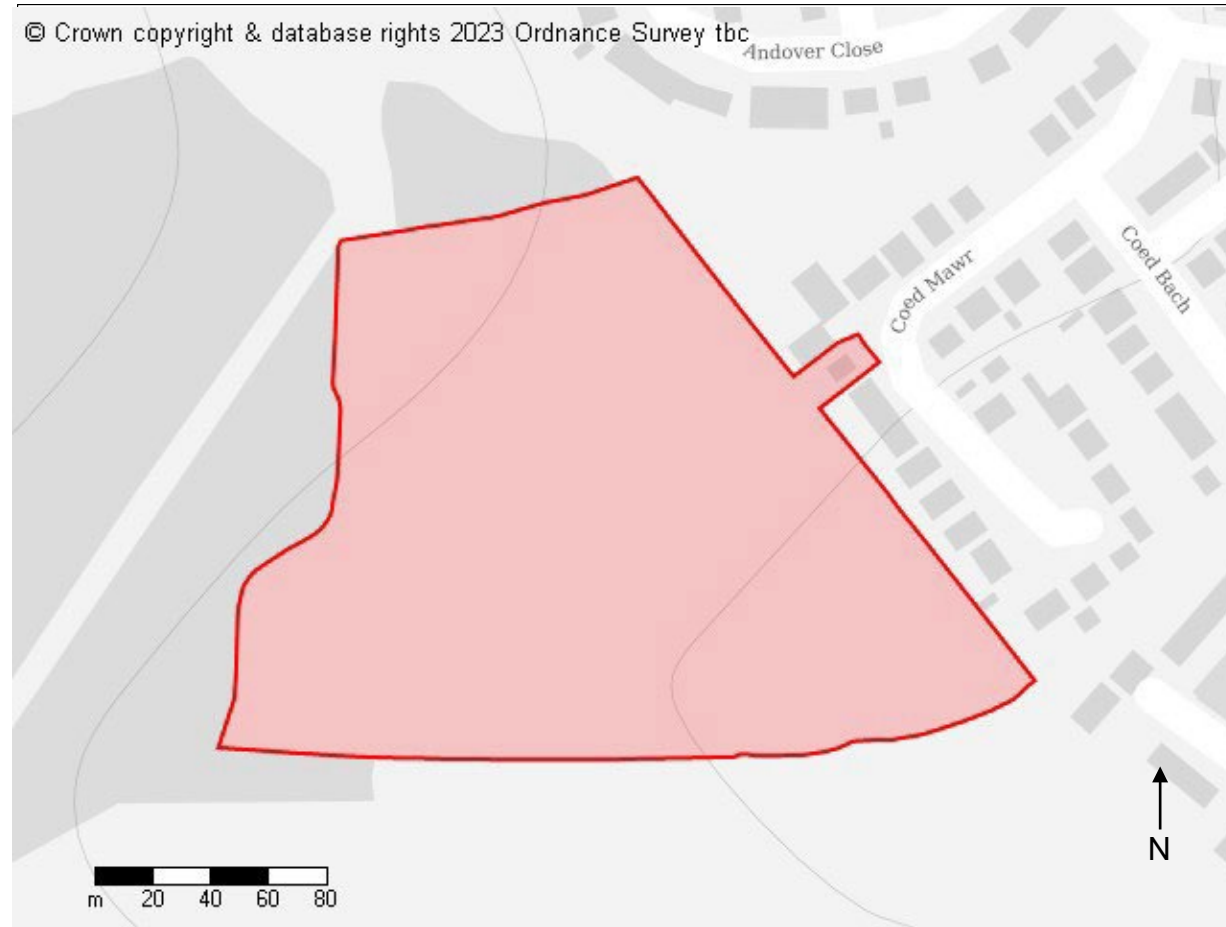 © Crown copyright & database rights 2023 Ordnance Survey tbc
Andover Close
Coed Mawr
Coed Bach
N
m 20 40 60 80